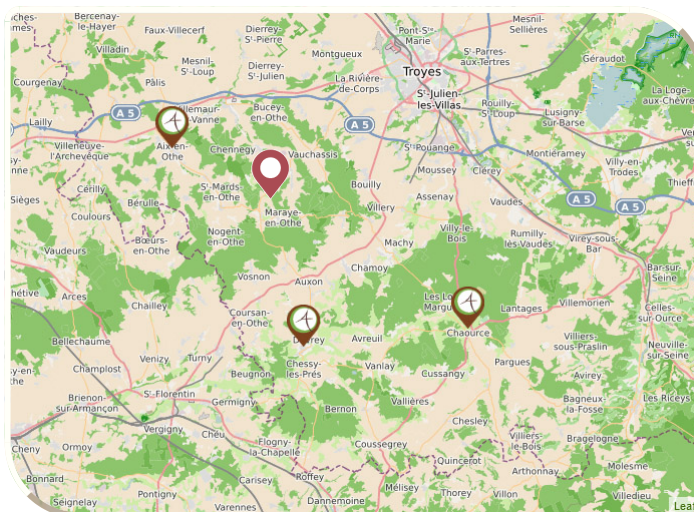 Bercenay-
le-Hayer
Faux-Villecerf
Dierrey-
St-Pierre
Pont-Ste-
Marie
Mesnil-
Sellières
Villadin
Montgueux
St-Parres-
aux-Tertres
Géraudot
Mesnil-
St-Loup
Dierrey-
St-Julien
Troyes
Courgenay
Pâlis
La Rivière-
de-Corps
St-Julien-
les-Villas
La Loge-
aux-Chèvres
Bucey-
en-Othe
Rouilly-
St-Loup
Lusigny-
sur-Barse
Lailly
A 5
A 5
Villeneuve-
l'Archevêque
Aix-en-
Othe
Chennegy
Vauchassis
Moussey
Clérey
Montiéramey
Villy-en-
Trodes
Cérilly
St-Mards-
en-Othe
Bouilly
Assenay
Vaudes
A 5
A 5
Sièges
Bérulle
Coulours
Maraye-
en-Othe
Villery
Villy-le-
Bois
Rumilly-
lès-Vaudes
Virey-sous-
Bar
Bœurs-
en-Othe
Nogent-
en-Othe
Machy
Vaudeurs
Vosnon
Auxon
Chamoy
Bar-sur-
Seine
Arces
Chailley
Coursan-
en-Othe
Lantages
Villemorien
Celles-
sur-Ource
Bellechaume
Chaource
Avreuil
Villiers-
sous-Praslin
Neuville-
sur-Seine
Champlost
Venizy
Turny
Beugnon
Chessy-
les-Prés
Vanlay
Cussangy
Pargues
Avirey
Brienon-
sur-Armançon
St-Florentin
Germigny
Bernon
Vallières
Bagneux-
la-Fosse
Les Riceys
Vergigny
Chéu
Chesley
Cheny
Ormoy
Flogny-
la-Chapelle
Coussegrey
Villiers-
le-Bois
Bragelogne
Quincerot
Arthonnay
Molesme
Bonnard
Carisey
Roffey
Seignelay
Pontigny
Varennes
Dannemoine
Mélisey
Thorey
Villon
Villedieu